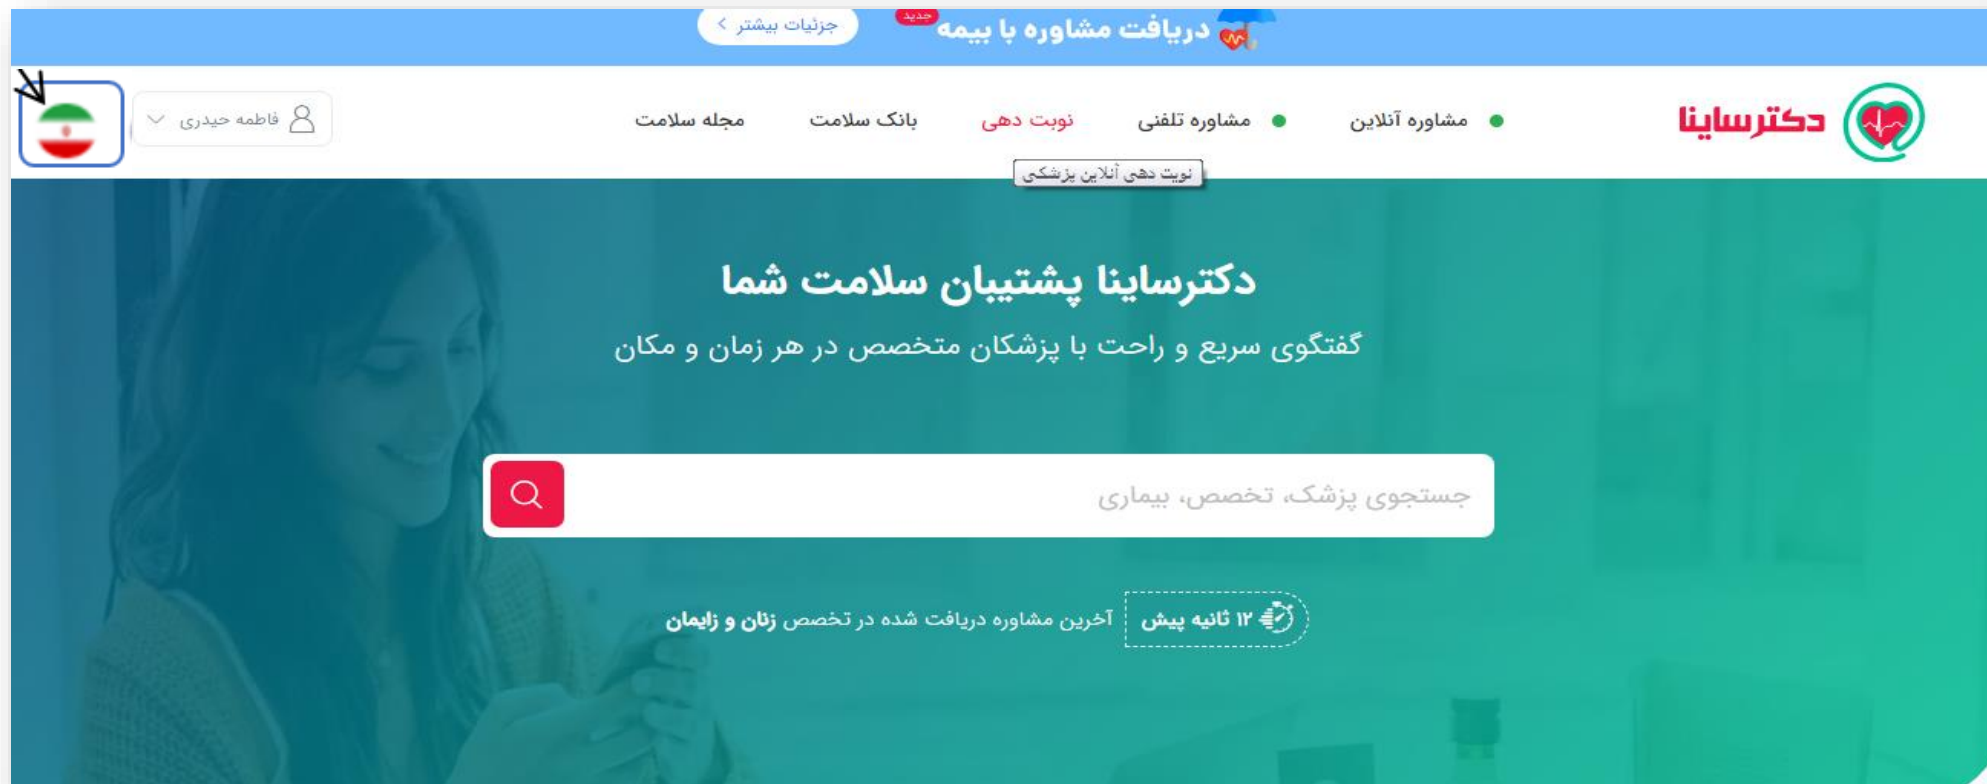 دریافت مشاوره با بیمه جدید جزئیات بیشتر
دکترساینا
مشاوره آنلاین مشاوره تلفنی نوبت دهی بانک سلامت مجله سلامت فاطمه حیدری
نوبت دهی آنلاین پزشکی
دکترساینا پشتیبان سلامت شما
گفتگوی سریع و راحت با پزشکان متخصص در هر زمان و مکان
جستجوی پزشک، تخصص، بیماری
۱۲ ثانیه پیش آخرین مشاوره دریافت شده در تخصص زنان و زایمان